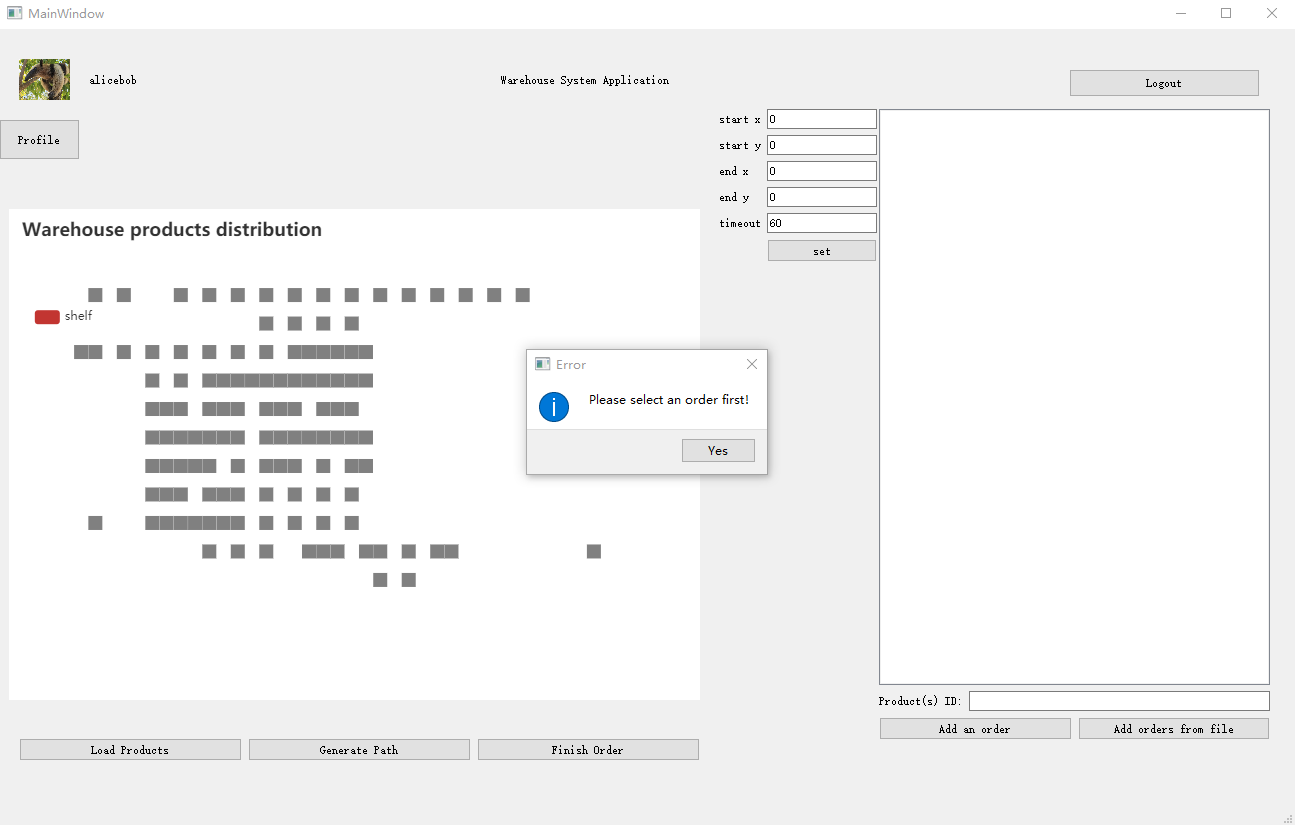 MainWindow
alicebob
Warehouse System Application
Logout
Profile
start x 0
start y 0
end x 0
end y 0
timeout 60
set
Warehouse products distribution
shelf
Error
Please select an order first!
Yes
Product(s) ID:
Add an order
Add orders from file
Load Products
Generate Path
Finish Order